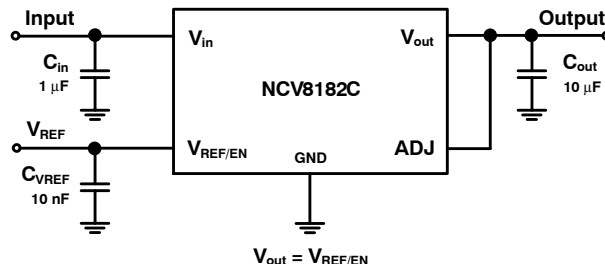 Input
Output
Vin
Vout
Cin
1 μF
NCV8182C
Cout
10 μF
VREF
VREF/EN
GND
ADJ
CVREF
10 nF
Vout = VREF/EN